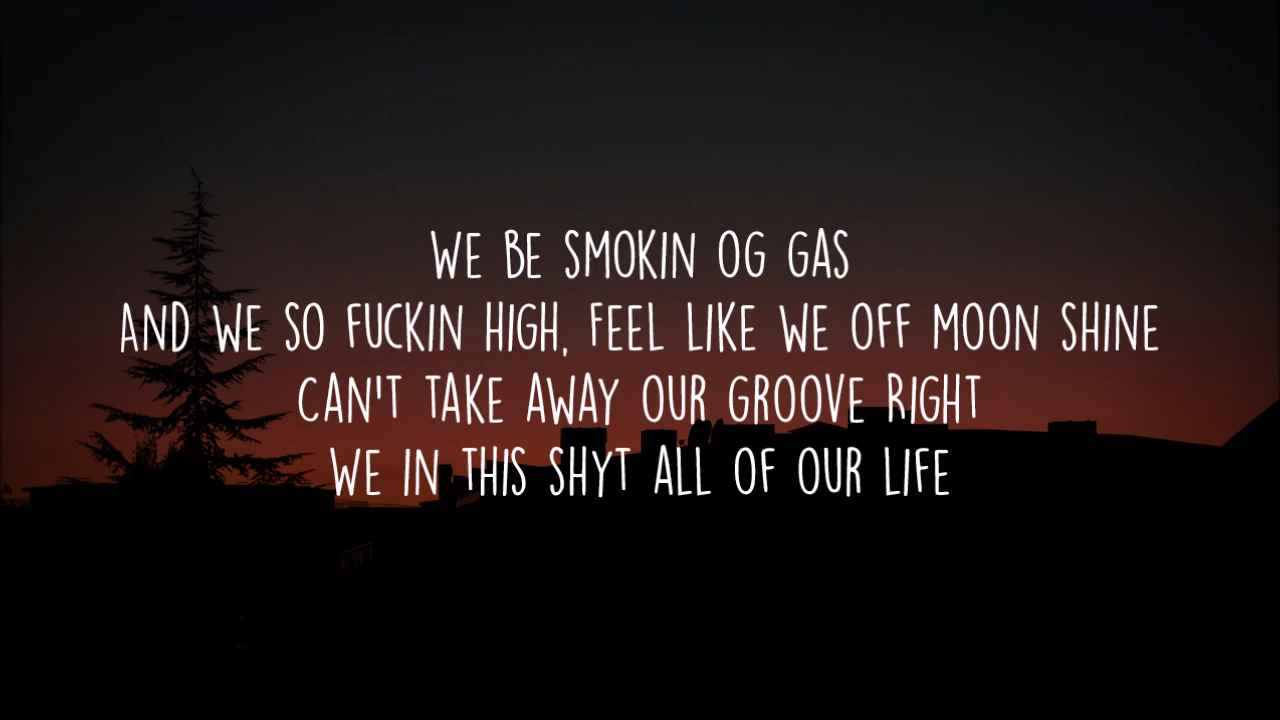 WE BE SMOKIN OG GAS
AND WE SO FUCKIN HIGH, FEEL LIKE WE OFF MOON SHINE
CAN'T TAKE AWAY OUR GROOVE RIGHT
WE IN THIS SHYT ALL OF OUR LIFE